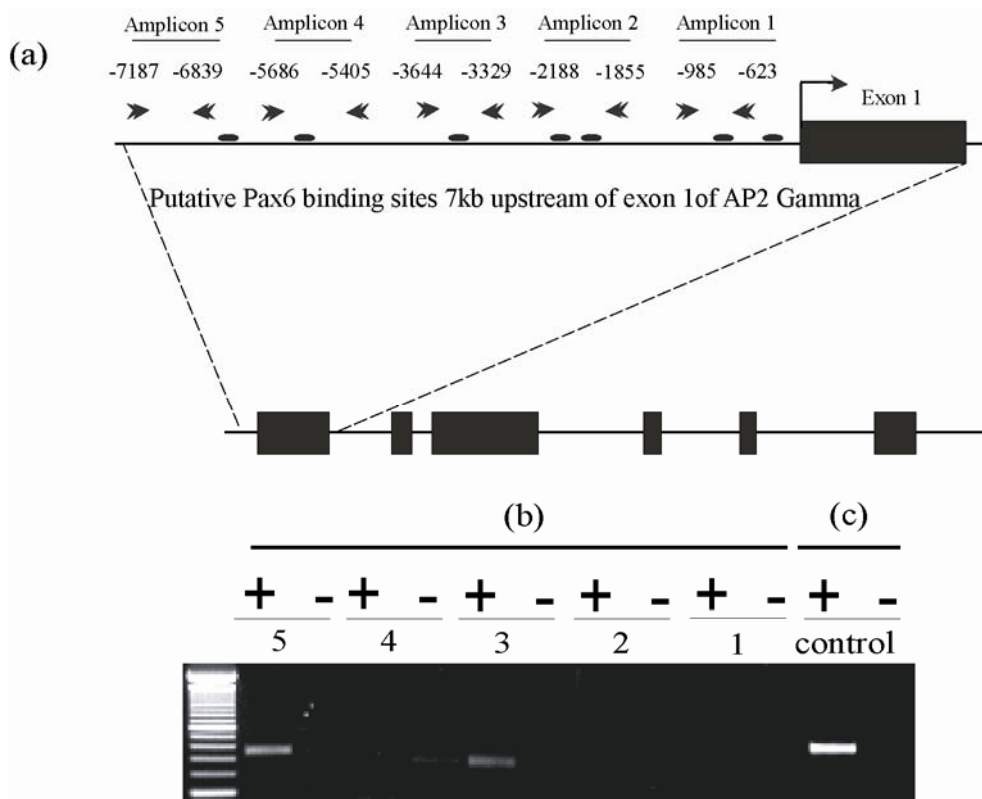 (a)
Amplicon 5 Amplicon 4 Amplicon 3 Amplicon 2 Amplicon 1
-7187 -6839 -5686 -5405 -3644 -3329 -2188 -1855 -985 -623
Exon 1
Putative Pax6 binding sites 7kb upstream of exon 1of AP2 Gamma
(b) (c)
+ - + - + - + - + - + -
5 4 3 2 1 control